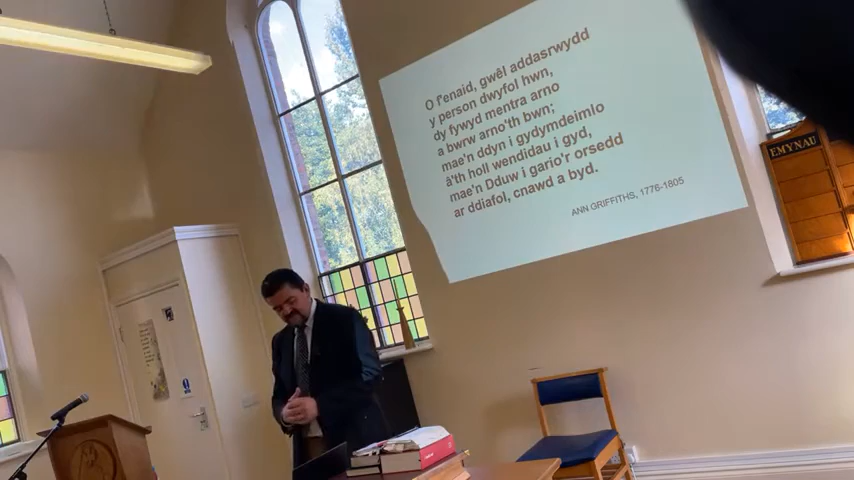 O f'enaid, gwêl addasrwydd
y person dwyfol hwn,
dy fywyd mentra arno
a bwrw arno'th bwn;
mae'n ddyn i gydymdeimlo
â'th holl wendidau i gyd,
mae'n Dduw i gario'r orsedd
ar ddiafol, cnawd a byd.
ANN GRIFFITHS, 1776-1805
EMYNAU